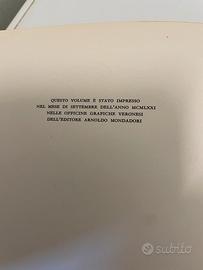 QUESTO VOLUME È STATO IMPRESSO
NEL MESE DI SETTEMBRE DELL'ANNO MCMLXXI
NELLE OFFICINE GRAFICHE VERONESI
DELL'EDITORE ARNOLDO MONDADORI
subito